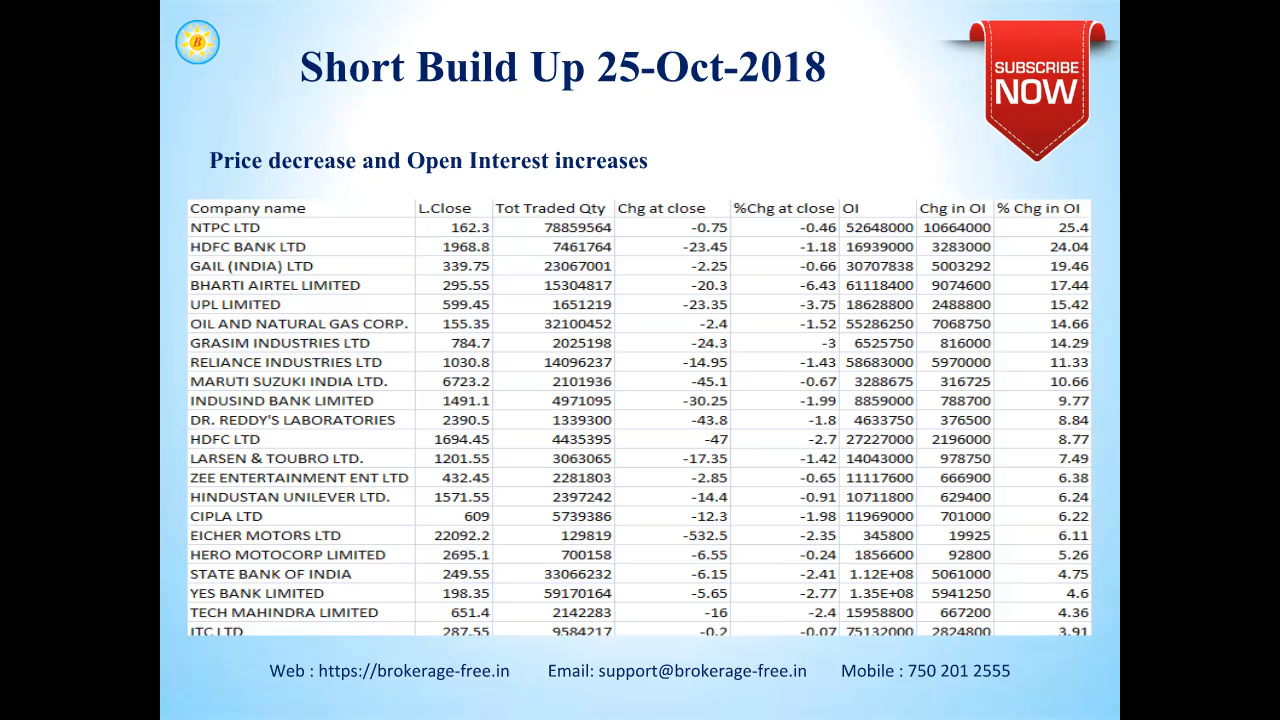 B
Short Build Up 25-Oct-2018
SUBSCRIBE
NOW
Price decrease and Open Interest increases
Company name L.Close Tot Traded Qty Chg at close %Chg at close OI Chg in OI % Chg in OI
NTPC LTD 162.3 78859564 -0.75 -0.46 52648000 10664000 25.4
HDFC BANK LTD 1968.8 7461764 -23.45 -1.18 16939000 3283000 24.04
GAIL (INDIA) LTD 339.75 23067001 -2.25 -0.66 30707838 5003292 19.46
BHARTI AIRTEL LIMITED 295.55 15304817 -20.3 -6.43 61118400 9074600 17.44
UPL LIMITED 599.45 1651219 -23.35 -3.75 18628800 2488800 15.42
OIL AND NATURAL GAS CORP. 155.35 32100452 -2.4 -1.52 55286250 7068750 14.66
GRASIM INDUSTRIES LTD 784.7 2025198 -24.3 -3 6525750 816000 14.29
RELIANCE INDUSTRIES LTD 1030.8 14096237 -14.95 -1.43 58683000 5970000 11.33
MARUTI SUZUKI INDIA LTD. 6723.2 2101936 -45.1 -0.67 3288675 316725 10.66
INDUSIND BANK LIMITED 1491.1 4971095 -30.25 -1.99 8859000 788700 9.77
DR. REDDY'S LABORATORIES 2390.5 1339300 -43.8 -1.8 4633750 376500 8.84
HDFC LTD 1694.45 4435395 -47 -2.7 27227000 2196000 8.77
LARSEN & TOUBRO LTD. 1201.55 3063065 -17.35 -1.42 14043000 978750 7.49
ZEE ENTERTAINMENT ENT LTD 432.45 2281803 -2.85 -0.65 11117600 666900 6.38
HINDUSTAN UNILEVER LTD. 1571.55 2397242 -14.4 -0.91 10711800 629400 6.24
CIPLA LTD 609 5739386 -12.3 -1.98 11969000 701000 6.22
EICHER MOTORS LTD 22092.2 129819 -532.5 -2.35 345800 19925 6.11
HERO MOTOCORP LIMITED 2695.1 700158 -6.55 -0.24 1856600 92800 5.26
STATE BANK OF INDIA 249.55 33066232 -6.15 -2.41 1.12E+08 5061000 4.75
YES BANK LIMITED 198.35 59170164 -5.65 -2.77 1.35E+08 5941250 4.6
TECH MAHINDRA LIMITED 651.4 2142283 -16 -2.4 15958800 667200 4.36
ITC LTD 287.55 9584217 -0.2 -0.07 75132000 2824800 3.91
Web : https://brokerage-free.in Email: support@brokerage-free.in Mobile : 750 201 2555